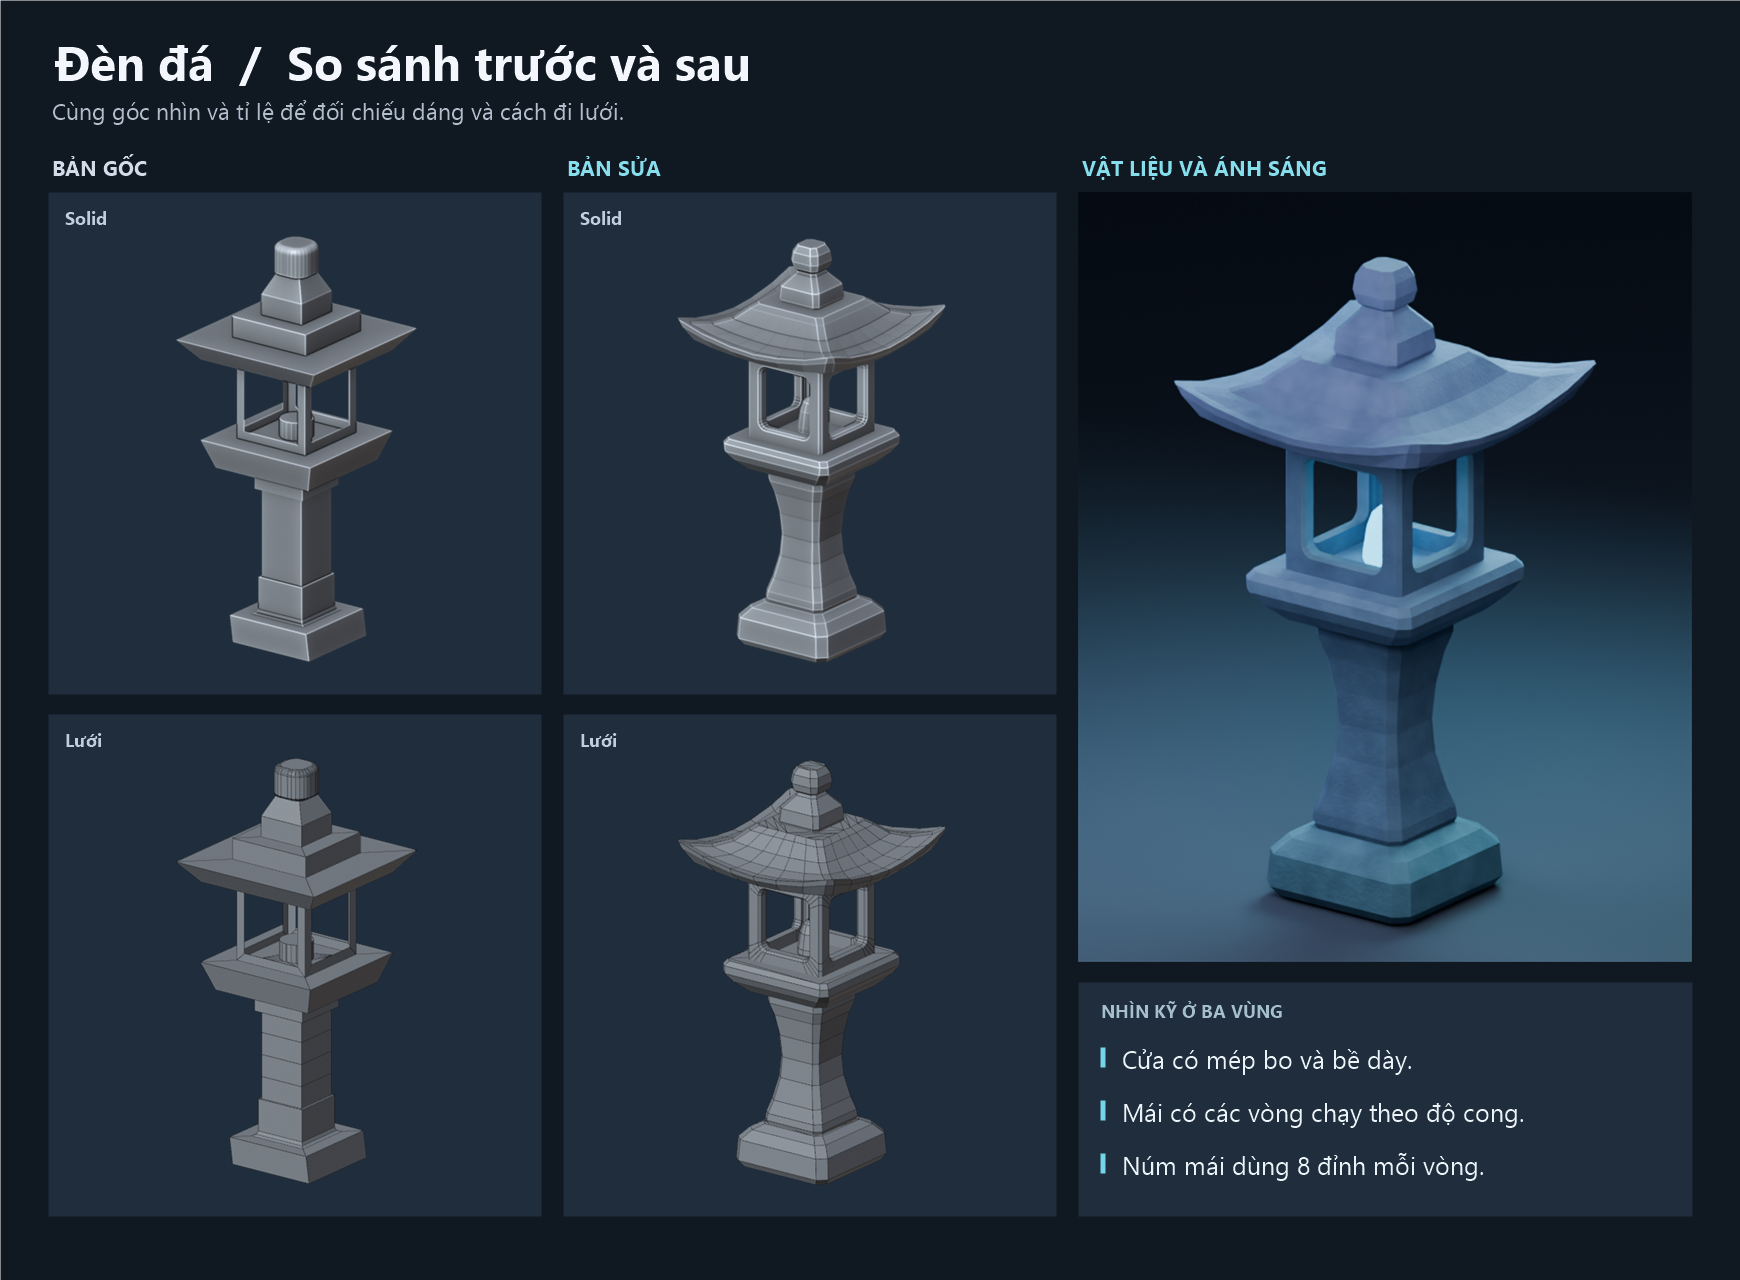 Đèn đá / So sánh trước và sau
Cùng góc nhìn và tỉ lệ để đối chiếu dáng và cách đi lưới.
BẢN GỐC
Solid
Lưới
BẢN SỬA
Solid
Lưới
VẬT LIỆU VÀ ÁNH SÁNG
NHÌN KỸ Ở BA VÙNG
Cửa có mép bo và bề dày.
Mái có các vòng chạy theo độ cong.
Núm mái dùng 8 đỉnh mỗi vòng.